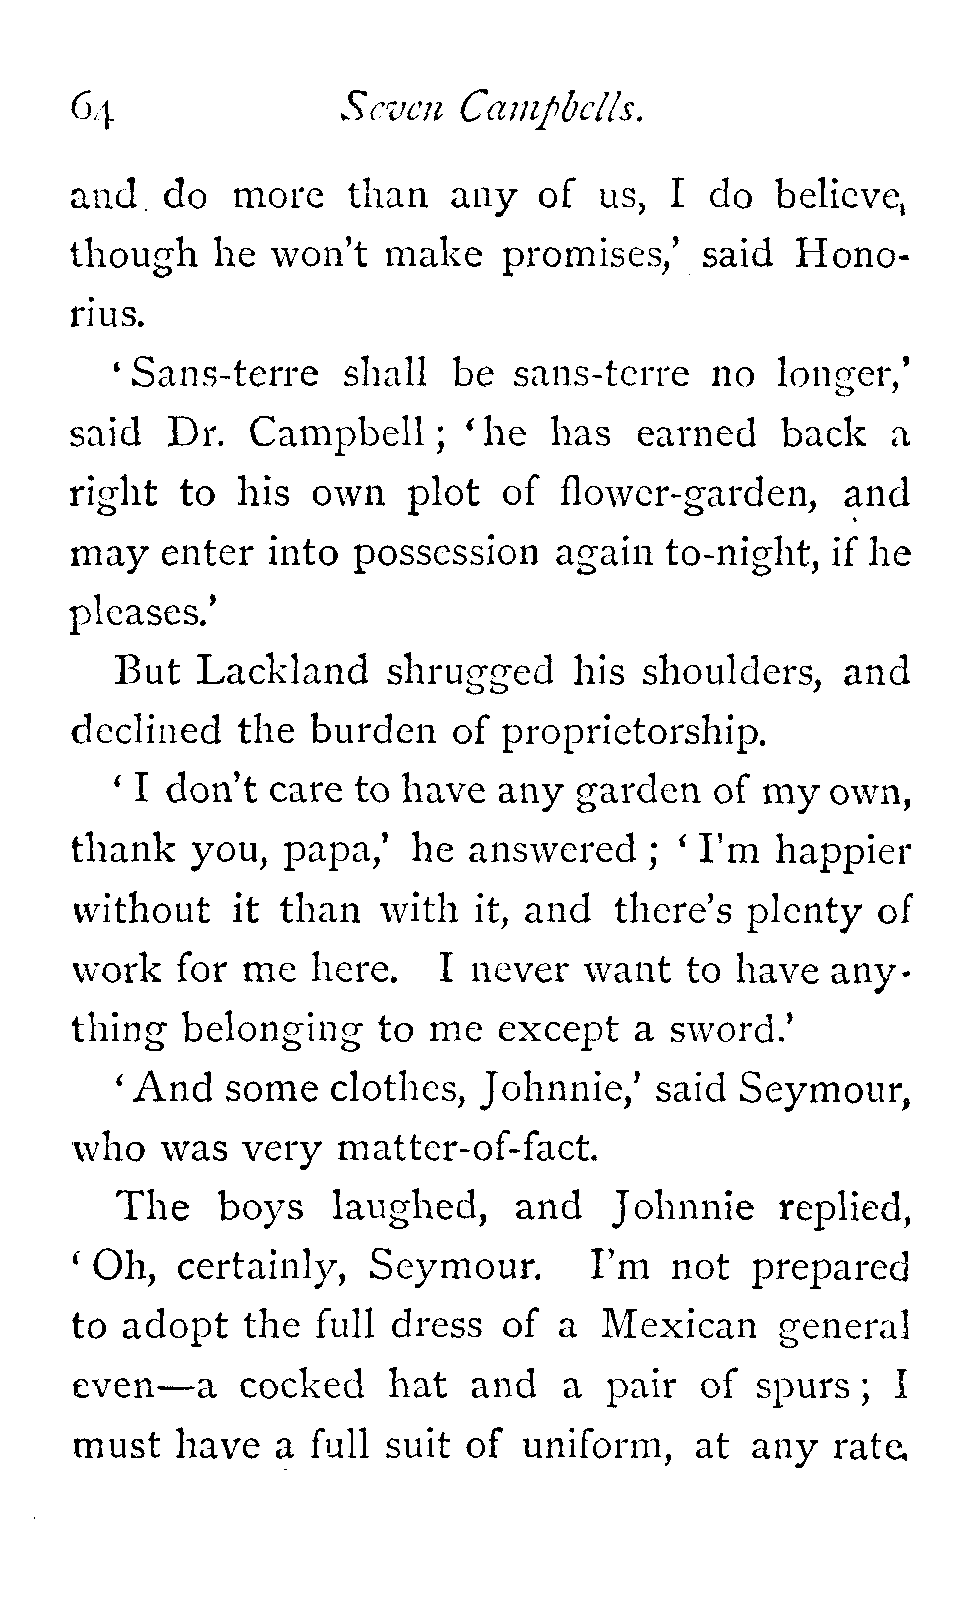 64 Seven Campbells.
and do more than any of us, I do believe,
though he won't make promises,' said Hono-
rius.
'Sans-terre shall be sans-terre no longer,'
said Dr. Campbell; 'he has earned back a
right to his own plot of flower-garden, and
may enter into possession again to-night, if he
pleases.'
But Lackland shrugged his shoulders, and
declined the burden of proprietorship.
'I don't care to have any garden of my own,
thank you, papa,' he answered; 'I'm happier
without it than with it, and there's plenty of
work for me here. I never want to have any-
thing belonging to me except a sword.'
'And some clothes, Johnnie,' said Seymour,
who was very matter-of-fact.
The boys laughed, and Johnnie replied,
'Oh, certainly, Seymour. I'm not prepared
to adopt the full dress of a Mexican general
even—a cocked hat and a pair of spurs; I
must have a full suit of uniform, at any rate.